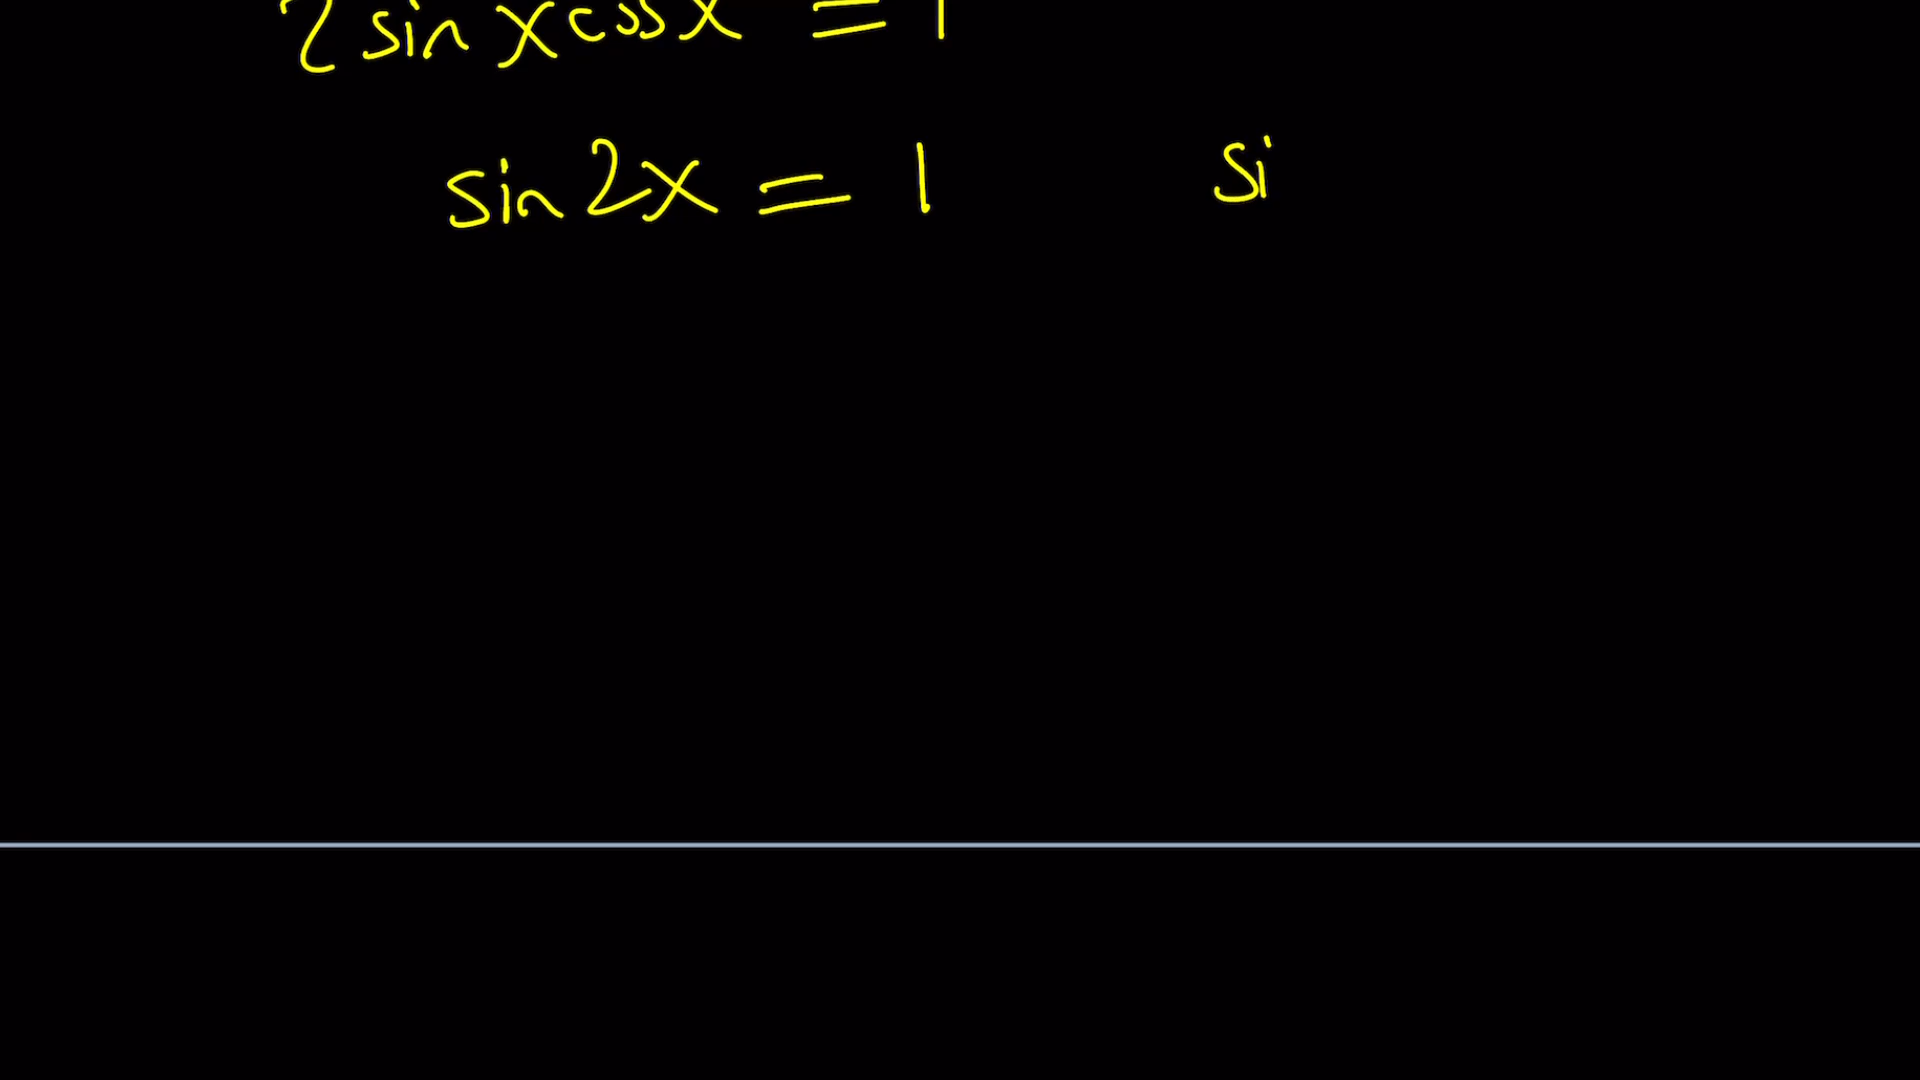 2 sin x cos x = 1
sin 2x = 1 si